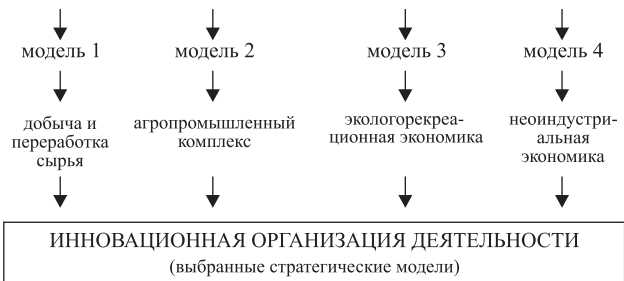 модель 1 модель 2 модель 3 модель 4
добыча и
переработка
сырья
агропромышленный
комплекс
экологорекреа-
ционная экономика
неоиндустри-
альная
экономика
ИННОВАЦИОННАЯ ОРГАНИЗАЦИЯ ДЕЯТЕЛЬНОСТИ
(выбранные стратегические модели)